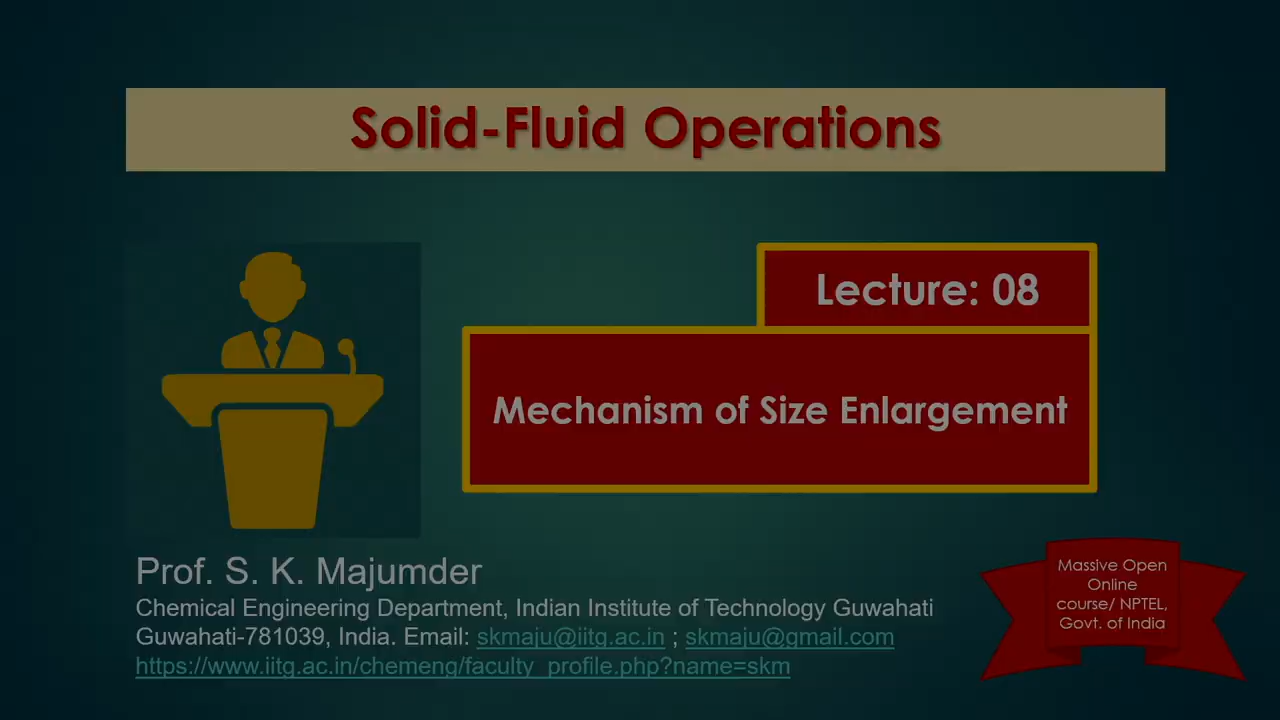 Solid-Fluid Operations
Lecture: 08
Mechanism of Size Enlargement
Prof. S. K. Majumder
Chemical Engineering Department, Indian Institute of Technology Guwahati
Guwahati-781039, India. Email: skmaju@iitg.ac.in ; skmaju@gmail.com
https://www.iitg.ac.in/chemeng/faculty_profile.php?name=skm
Massive Open
Online
course/ NPTEL,
Govt. of India